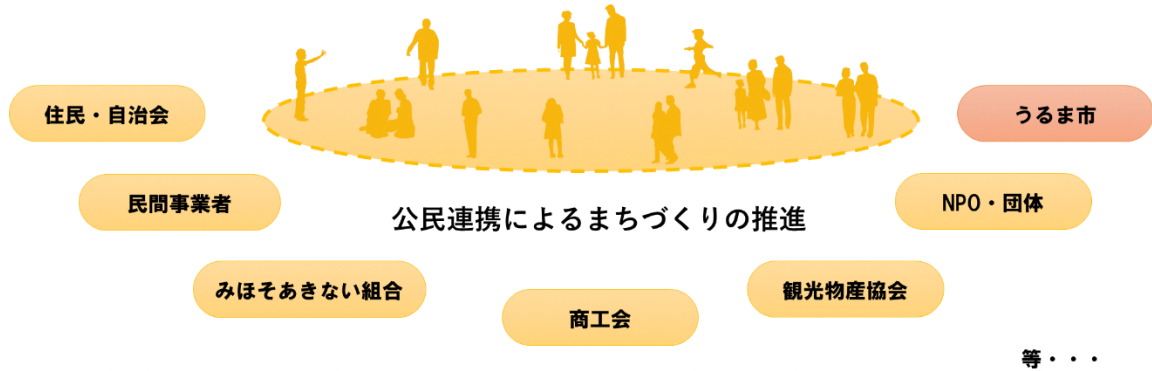 住民・自治会
うるま市
民間事業者
NPO・団体
公民連携によるまちづくりの推進
みほそあきない組合
観光物産協会
商工会
等・・・